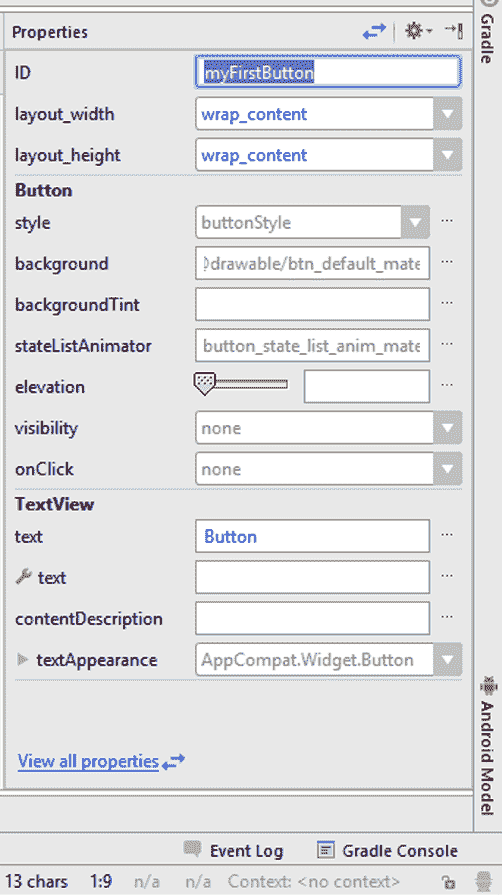 Properties
ID myFirstButton
layout_width wrap_content
layout_height wrap_content
Button
style buttonStyle ...
background @drawable/btn_default_mate ...
backgroundTint ...
stateListAnimator button_state_list_anim_mate ...
elevation ...
visibility none
onClick none
TextView
text Button ...
text ...
contentDescription ...
textAppearance AppCompat.Widget.Button
View all properties
Gradle
Android Model
Event Log Gradle Console
13 chars 1:9 n/a n/a Context: <no context>